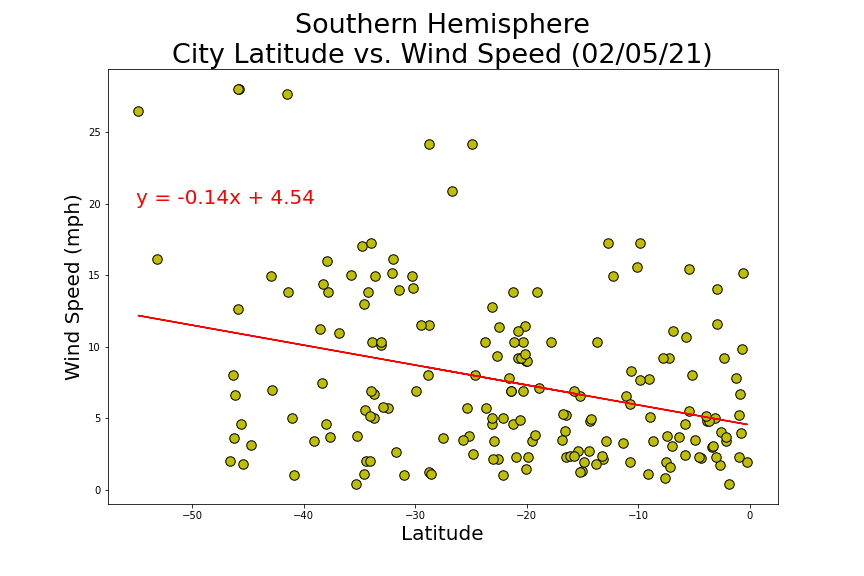 Southern Hemisphere
City Latitude vs. Wind Speed (02/05/21)
25
20
15
10
5
0
Wind Speed (mph)
y = -0.14x + 4.54
−50
−40
−30
−20
−10
0
Latitude